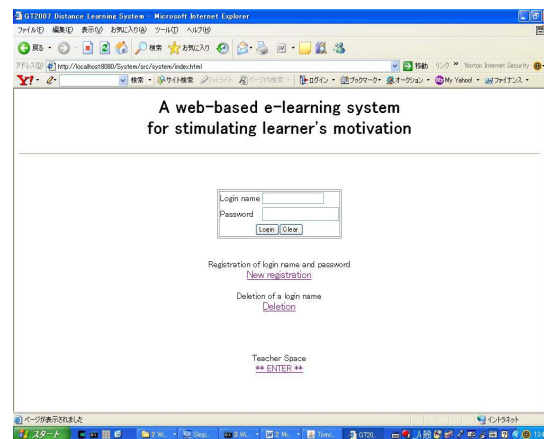 GT2007 Distance Learning System - Microsoft Internet Explorer
ファイル(F) 編集(E) 表示(V) お気に入り(A) ツール(T) ヘルプ(H)
戻る 検索 お気に入り
アドレス(D) http://localhost:8080/System/src/system/index.html 移動 リンク » Norton Internet Security
Y! 検索 ログイン ブックマーク オークション My Yahoo! ファイナンス
A web-based e-learning system
for stimulating learner's motivation
Login name
Password
Login Clear
Registration of login name and password
New registration
Deletion of a login name
Deletion
Teacher Space
** ENTER **
ページが表示されました イントラネット
スタート